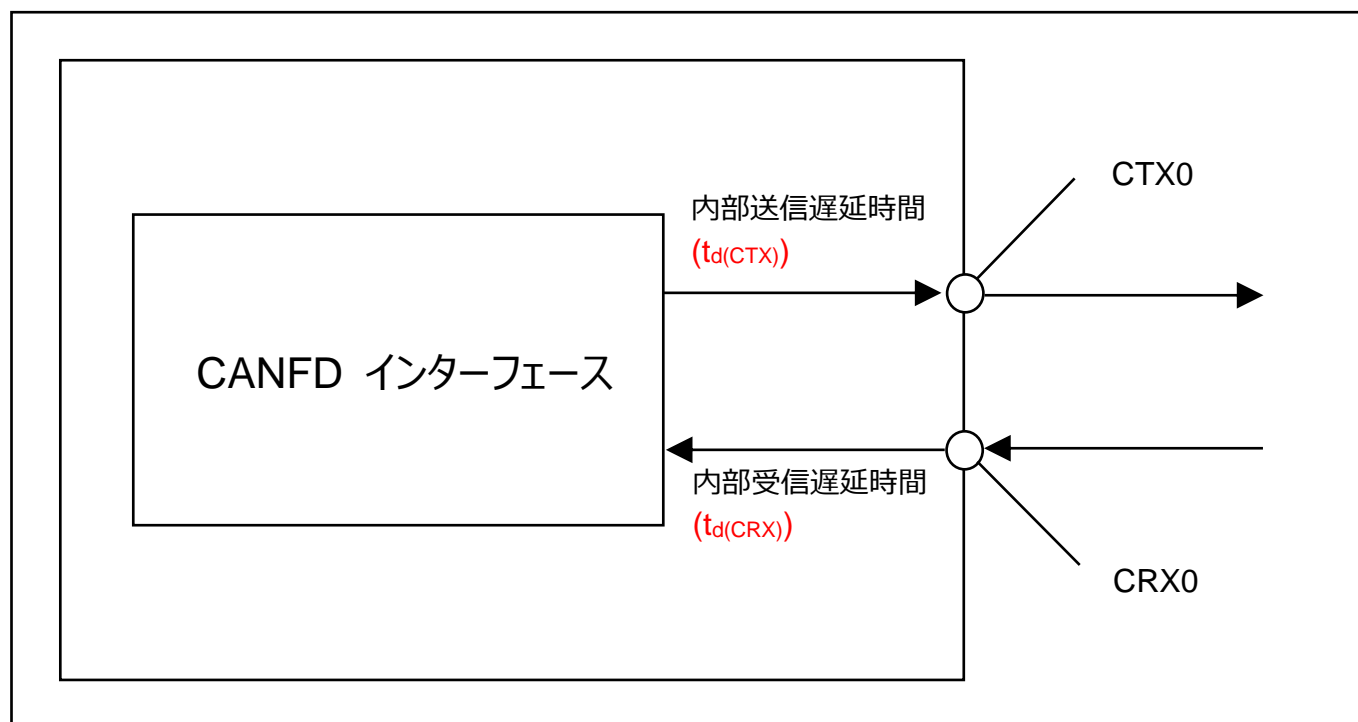 CTX0
内部送信遅延時間
(td(CTX))
CANFD インターフェース
内部受信遅延時間
(td(CRX))
CRX0